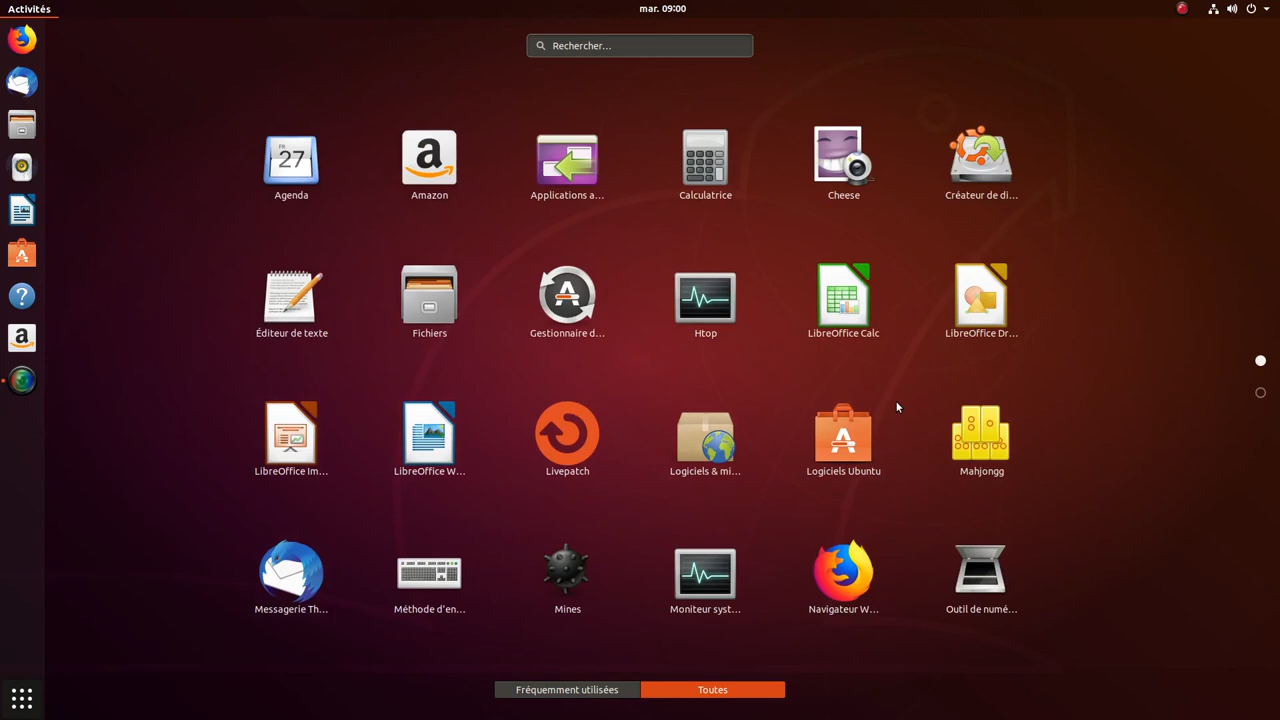 Activités
mar. 09:00
Rechercher...
27
Agenda
Amazon
Applications a...
Calculatrice
Cheese
Créateur de di...
Éditeur de texte
Fichiers
Gestionnaire d...
Htop
LibreOffice Calc
LibreOffice Dr...
LibreOffice Im...
LibreOffice W...
Livepatch
Logiciels & mi...
Logiciels Ubuntu
Mahjongg
Messagerie Th...
Méthode d'en...
Mines
Moniteur syst...
Navigateur W...
Outil de numé...
Fréquemment utilisées
Toutes